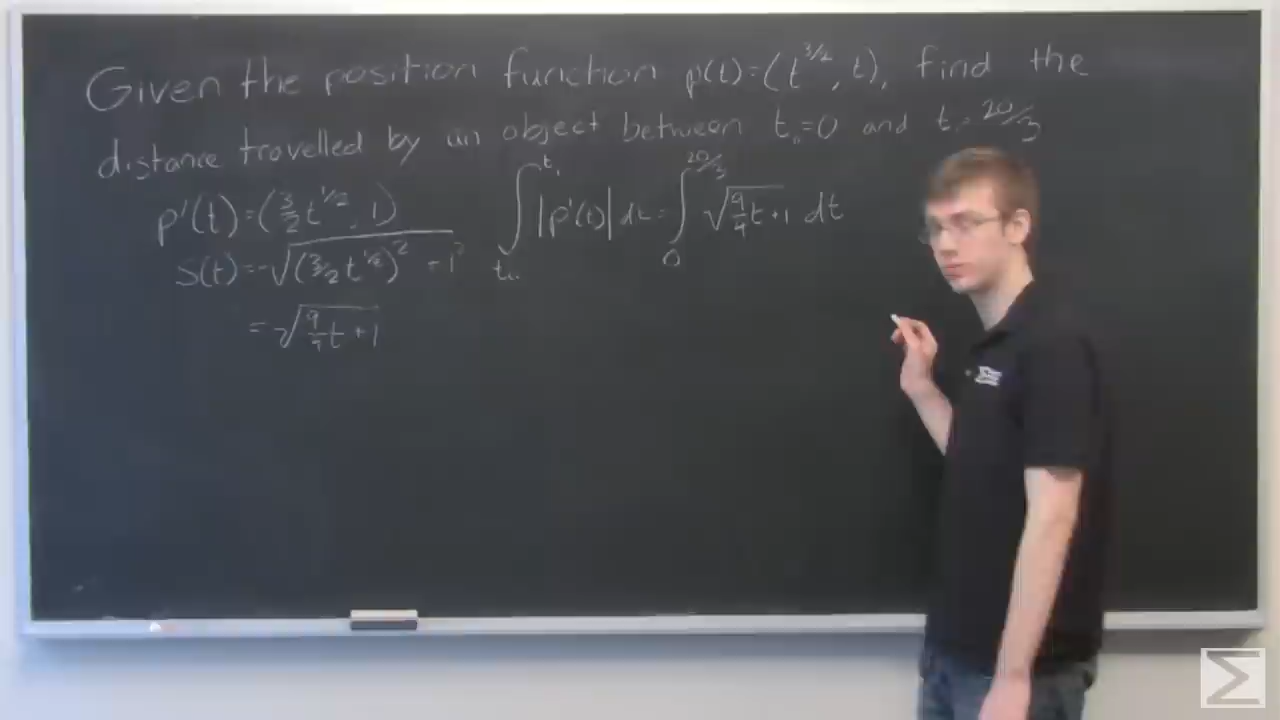 Given the position function p(t)=(t^{3/2}, t), find the
distance travelled by an object between t₀=0 and t₁=20/3
p'(t)=(3/2 t^{1/2}, 1)
s(t)=√((3/2 t^{1/2})² + 1²)
=√(9/4 t + 1)
∫_{t₀}^{t₁} |p'(t)| dt = ∫_0^{20/3} √(9/4 t + 1) dt
Σ